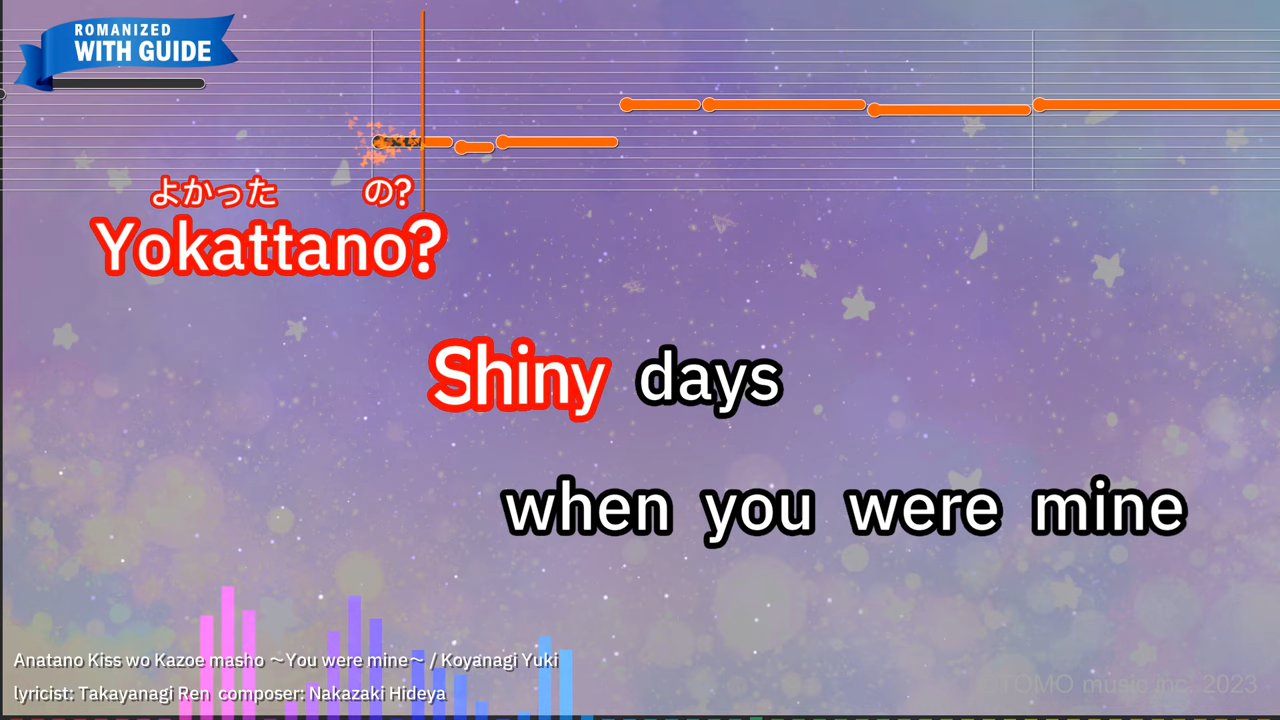 ROMANIZED
WITH GUIDE
よかった の?
Yokattano?
Shiny days
when you were mine
Anatano Kiss wo Kazoe masho ～You were mine～ / Koyanagi Yuki
lyricist: Takayanagi Ren composer: Nakazaki Hideya
music inc. 2023